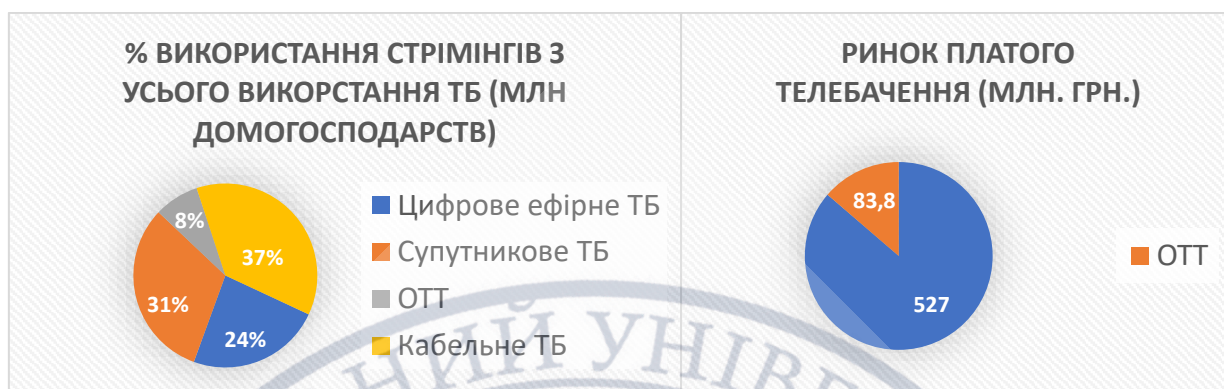 % ВИКОРИСТАННЯ СТРІМІНГІВ З
УСЬОГО ВИКОРСТАННЯ ТБ (МЛН
ДОМОГОСПОДАРСТВ)
8%
37%
31%
24%
Цифрове ефірне ТБ
Супутникове ТБ
ОТТ
Кабельне ТБ
РИНОК ПЛАТОГО
ТЕЛЕБАЧЕННЯ (МЛН. ГРН.)
83,8
527
ОТТ